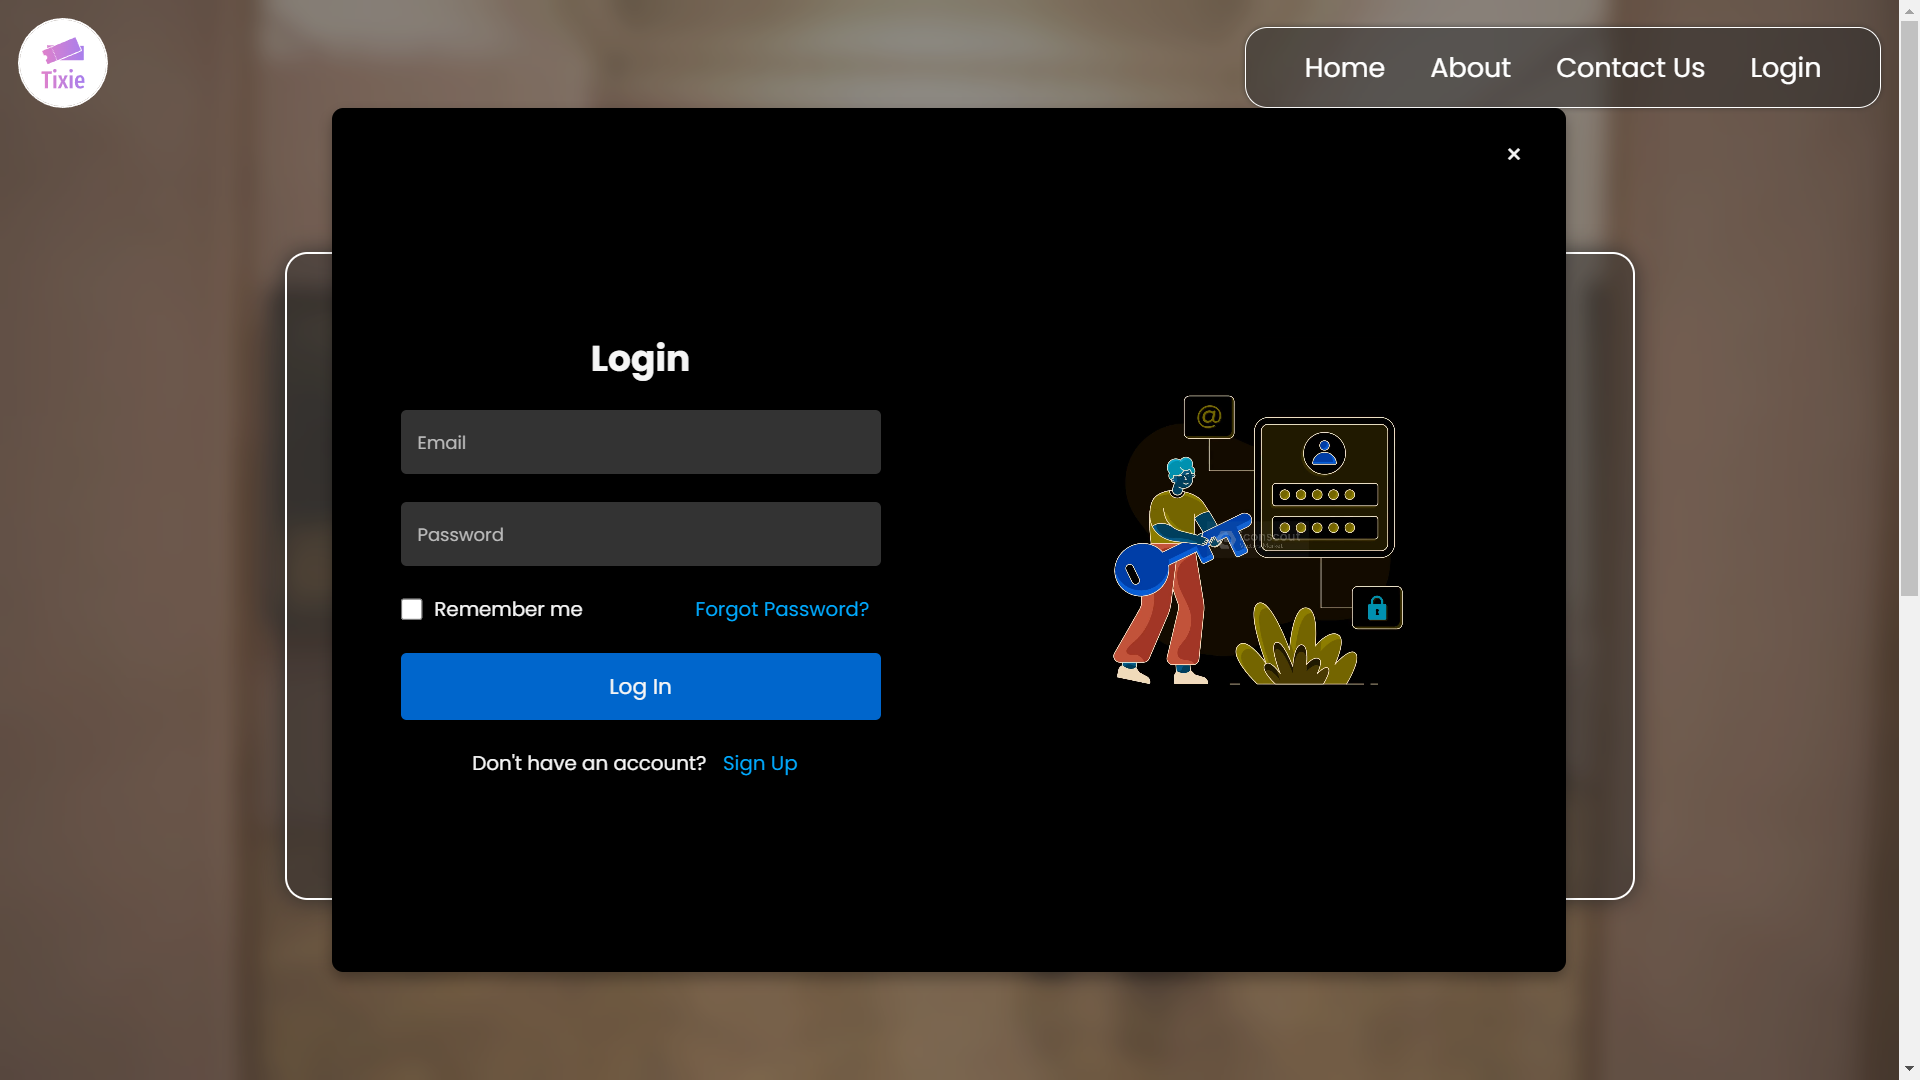 Tixie
Home About Contact Us Login
×
Login
Email
Password
Remember me Forgot Password?
Log In
Don't have an account? Sign Up
@